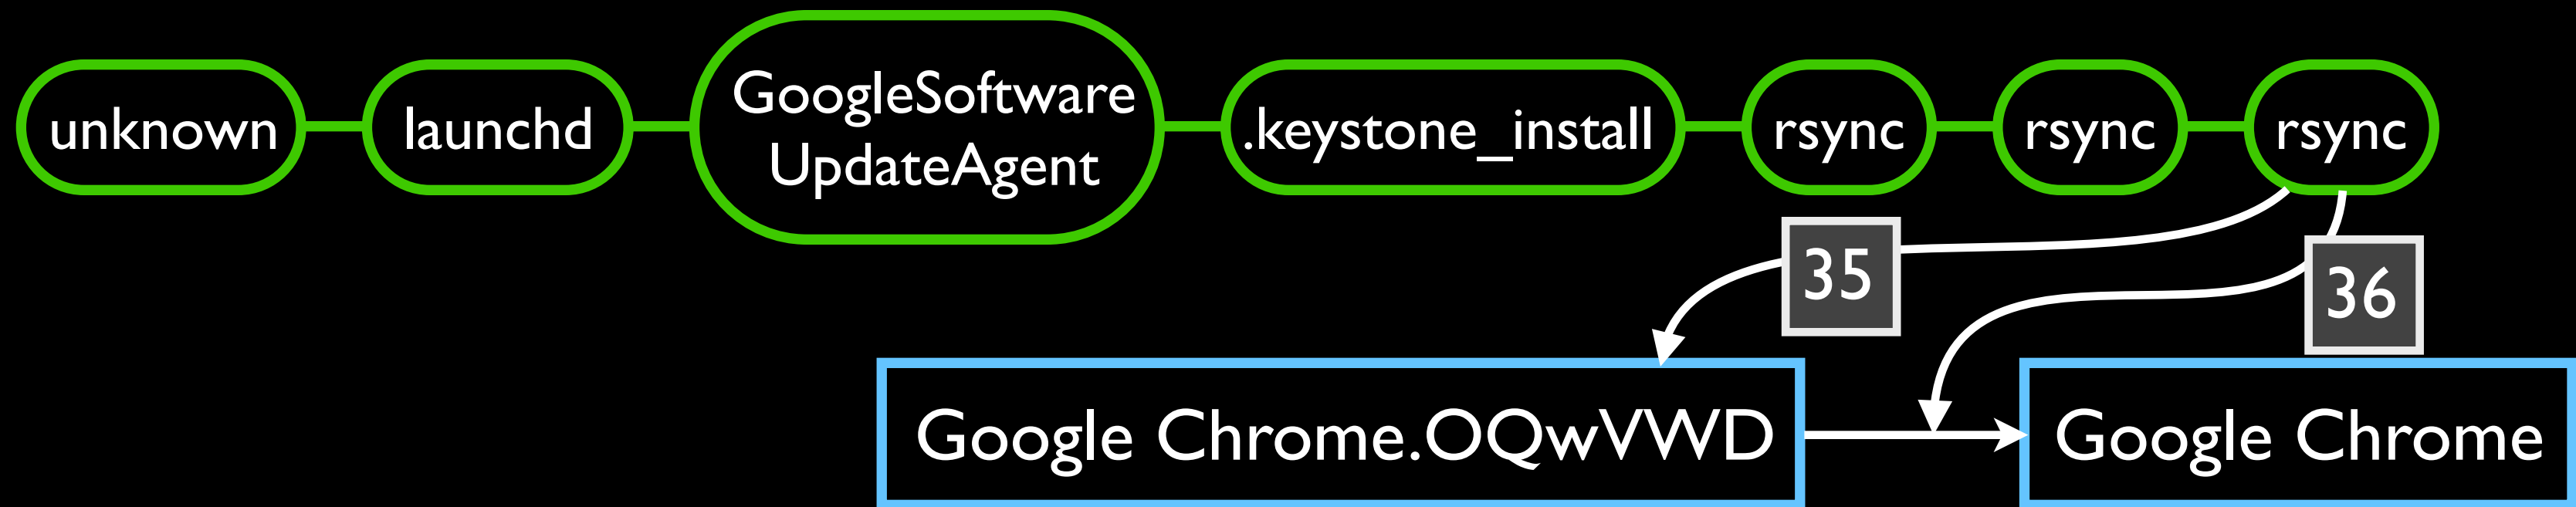 unknown
launchd
GoogleSoftware
UpdateAgent
.keystone_install
rsync
rsync
rsync
35
36
Google Chrome.OQwVWD
Google Chrome